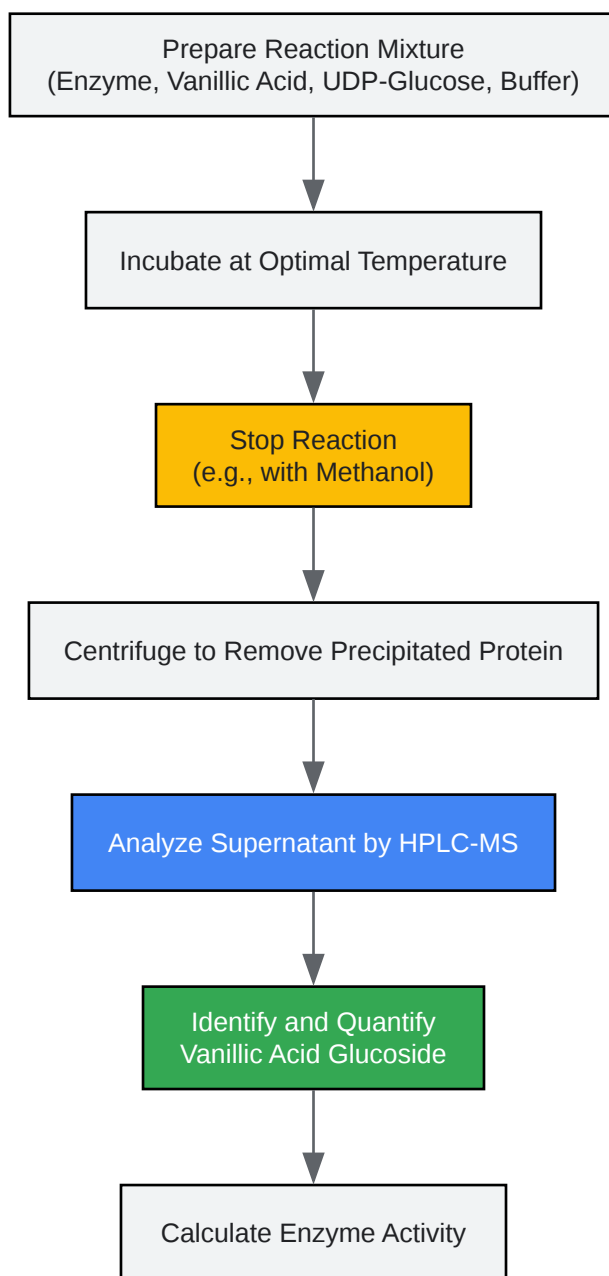 Prepare Reaction Mixture
(Enzyme, Vanillic Acid, UDP-Glucose, Buffer)
Incubate at Optimal Temperature
Stop Reaction
(e.g., with Methanol)
Centrifuge to Remove Precipitated Protein
Analyze Supernatant by HPLC-MS
Identify and Quantify
Vanillic Acid Glucoside
Calculate Enzyme Activity